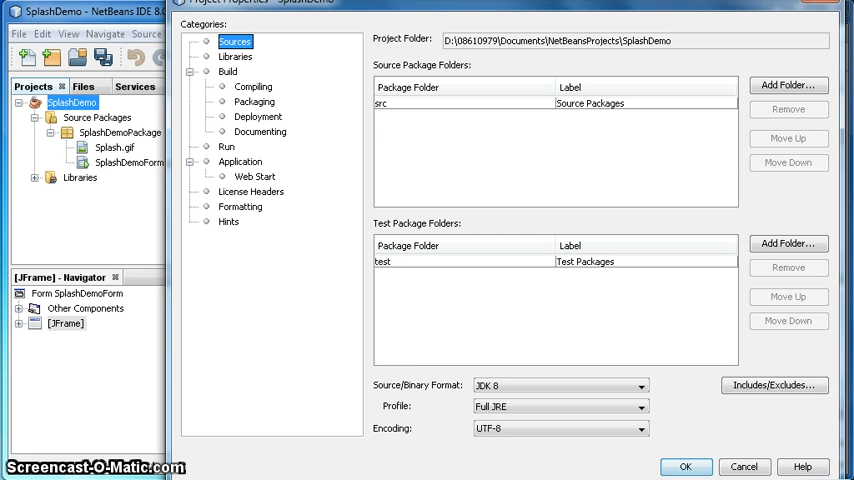 SplashDemo - NetBeans IDE 8.0
Project Properties - SplashDemo
File Edit View Navigate Source
Projects Files Services
SplashDemo
Source Packages
SplashDemoPackage
Splash.gif
SplashDemoForm
Libraries
[JFrame] - Navigator
Form SplashDemoForm
Other Components
[JFrame]
Categories:
Sources
Libraries
Build
Compiling
Packaging
Deployment
Documenting
Run
Application
Web Start
License Headers
Formatting
Hints
Project Folder: D:\08610979\Documents\NetBeansProjects\SplashDemo
Source Package Folders:
Package Folder Label
src Source Packages
Add Folder...
Remove
Move Up
Move Down
Test Package Folders:
Package Folder Label
test Test Packages
Add Folder...
Remove
Move Up
Move Down
Source/Binary Format: JDK 8 Includes/Excludes...
Profile: Full JRE
Encoding: UTF-8
OK Cancel Help
Screencast-O-Matic.com